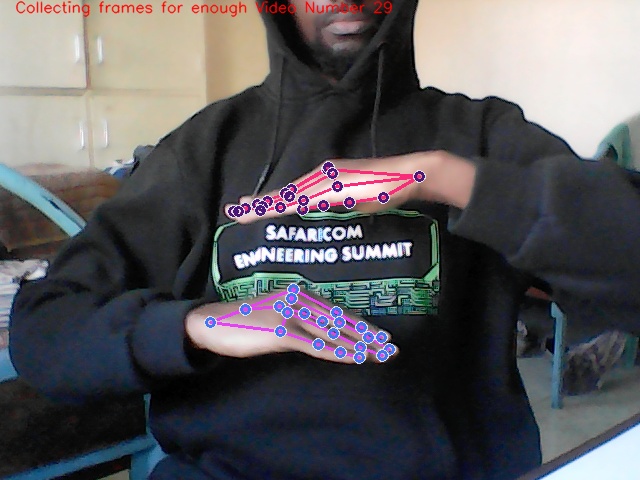 Collecting frames for enough Video Number 29
SAFARICOM
ENGINEERING SUMMIT